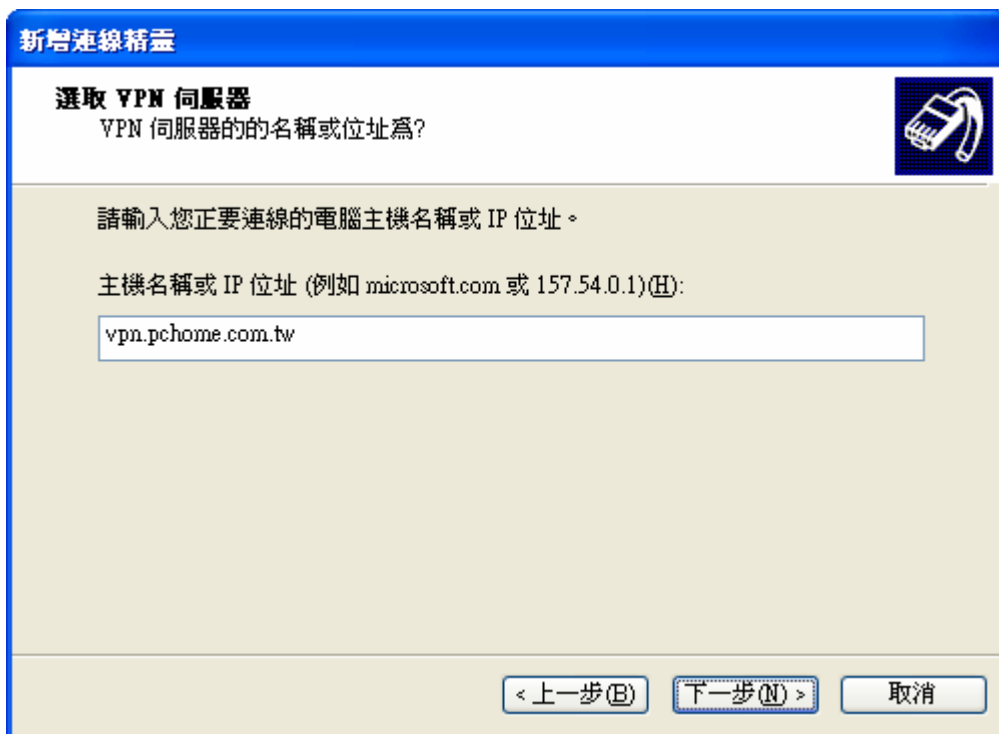 新增連線精靈
選取 VPN 伺服器
VPN 伺服器的的名稱或位址為?
請輸入您正要連線的電腦主機名稱或 IP 位址。
主機名稱或 IP 位址 (例如 microsoft.com 或 157.54.0.1)(H):
vpn.pchome.com.tw
< 上一步(B) 下一步(N) > 取消